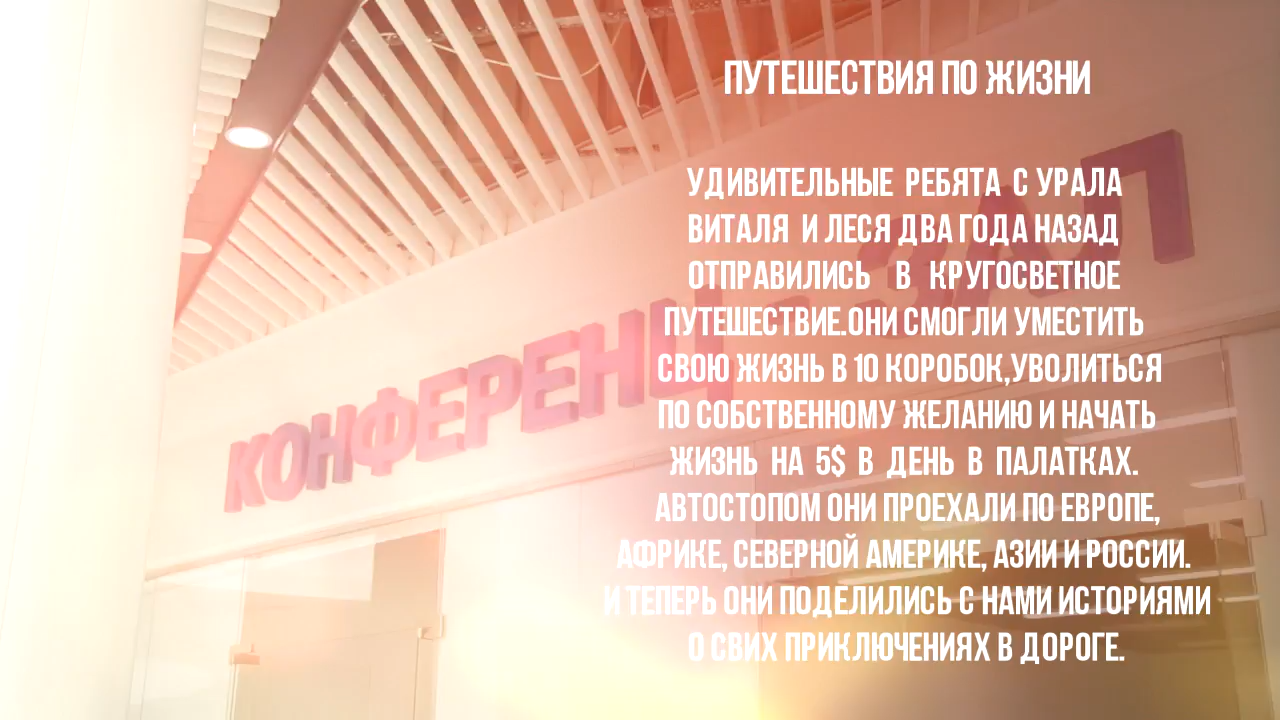 ПУТЕШЕСТВИЯ ПО ЖИЗНИ
УДИВИТЕЛЬНЫЕ РЕБЯТА С УРАЛА
ВИТАЛЯ И ЛЕСЯ ДВА ГОДА НАЗАД
ОТПРАВИЛИСЬ В КРУГОСВЕТНОЕ
ПУТЕШЕСТВИЕ.ОНИ СМОГЛИ УМЕСТИТЬ
СВОЮ ЖИЗНЬ В 10 КОРОБОК,УВОЛИТЬСЯ
ПО СОБСТВЕННОМУ ЖЕЛАНИЮ И НАЧАТЬ
ЖИЗНЬ НА 5$ В ДЕНЬ В ПАЛАТКАХ.
АВТОСТОПОМ ОНИ ПРОЕХАЛИ ПО ЕВРОПЕ,
АФРИКЕ, СЕВЕРНОЙ АМЕРИКЕ, АЗИИ И РОССИИ.
И ТЕПЕРЬ ОНИ ПОДЕЛИЛИСЬ С НАМИ ИСТОРИЯМИ
О СВИХ ПРИКЛЮЧЕНИЯХ В ДОРОГЕ.
КОНФЕРЕНЦ - ЗАЛ